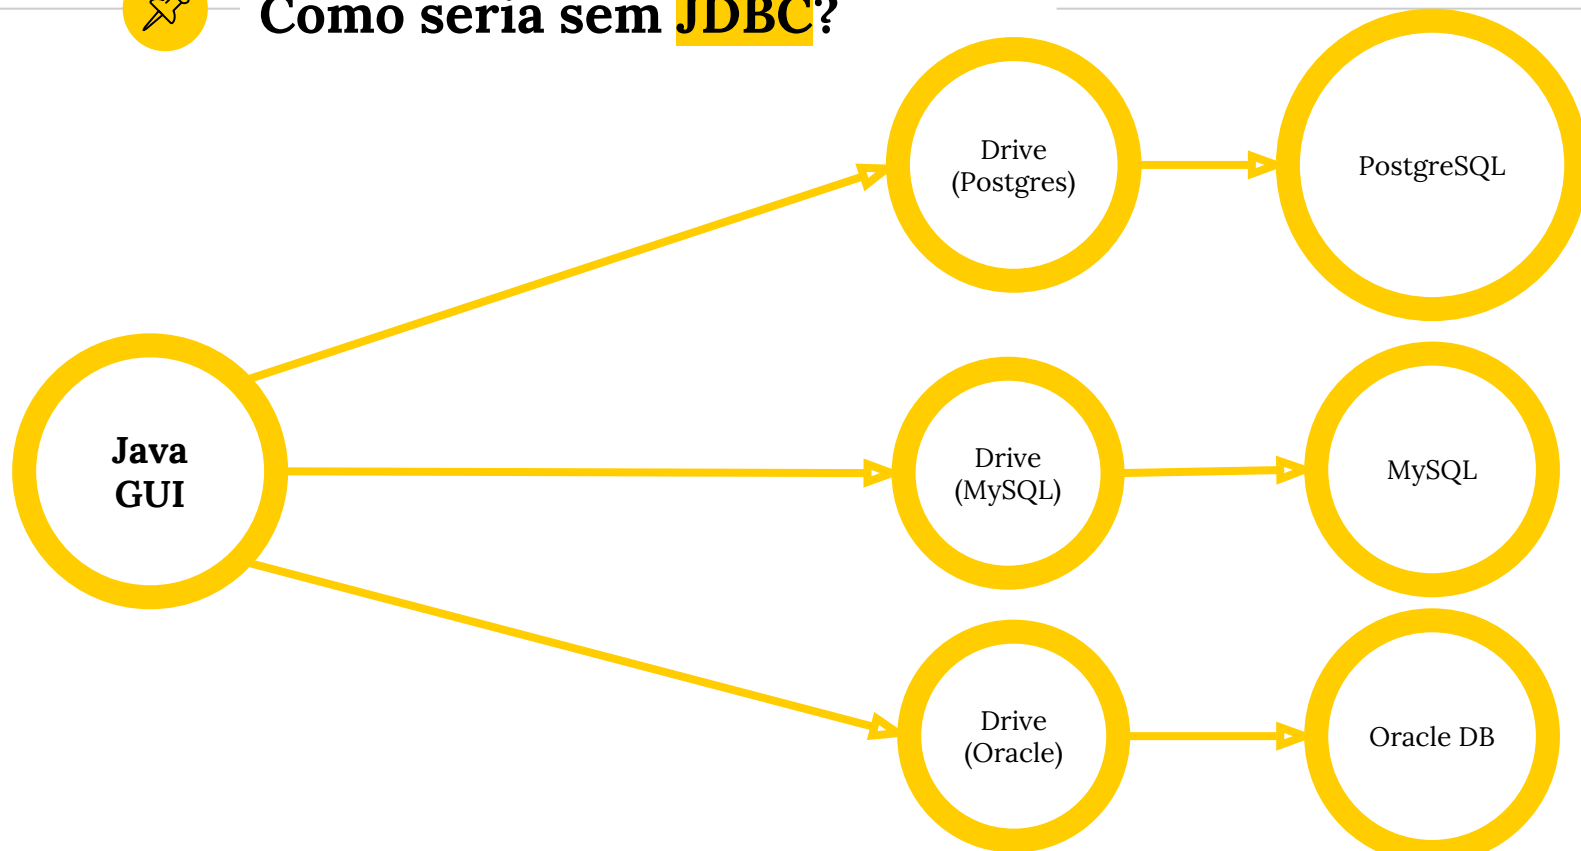 Como seria sem JDBC?
Drive
(Postgres)
PostgreSQL
Java
GUI
Drive
(MySQL)
MySQL
Drive
(Oracle)
Oracle DB